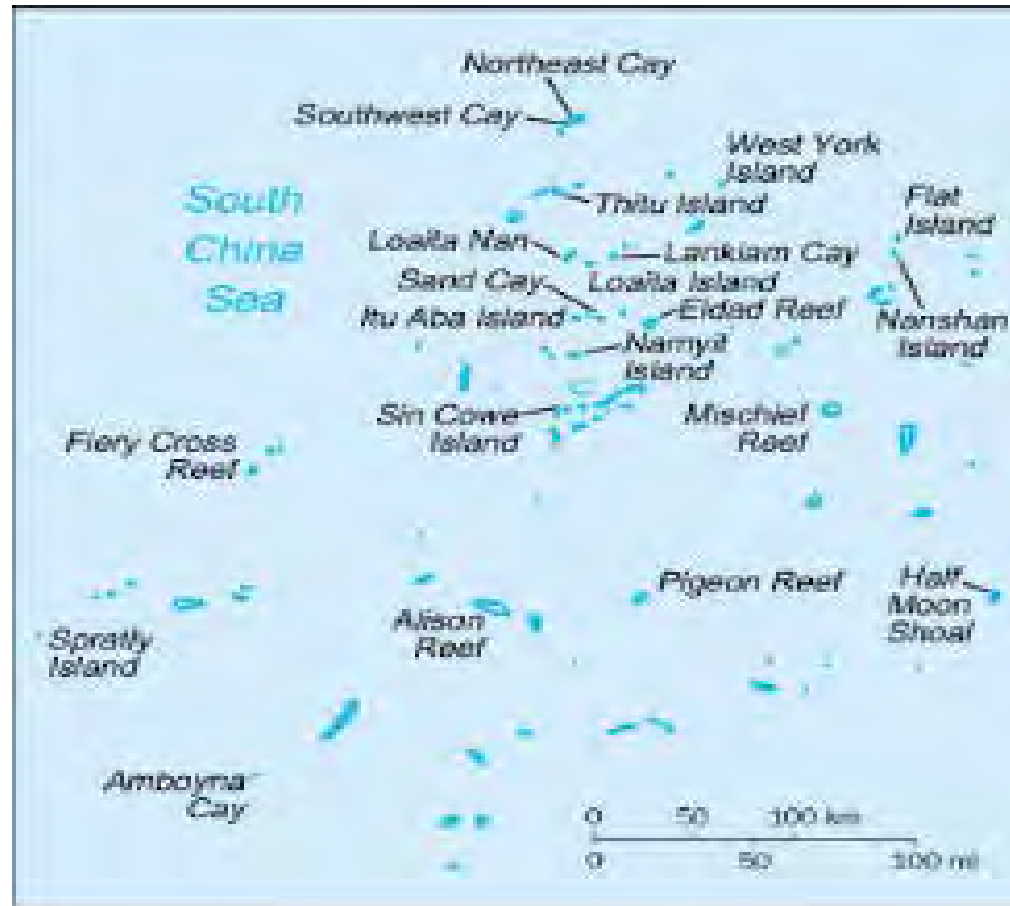 Northeast Cay
Southwest Cay
West York
Island
South
China
Sea
Thitu Island
Flat
Island
Loaita Nan
Lankiam Cay
Sand Cay
Loaita Island
Itu Aba Island
Eldad Reef
Nanshan
Island
Namyit
Island
Sin Cowe
Island
Mischief
Reef
Fiery Cross
Reef
Pigeon Reef
Half
Moon
Shoal
Alison
Reef
Spratly
Island
Amboyna
Cay
0 50 100 km
0 50 100 mi